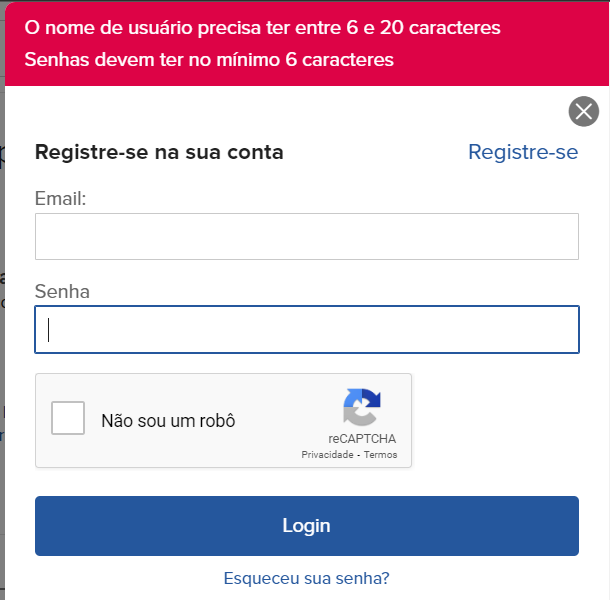 O nome de usuário precisa ter entre 6 e 20 caracteres
Senhas devem ter no mínimo 6 caracteres
Registre-se na sua conta
Registre-se
Email:
Senha
Não sou um robô
reCAPTCHA
Privacidade - Termos
Login
Esqueceu sua senha?